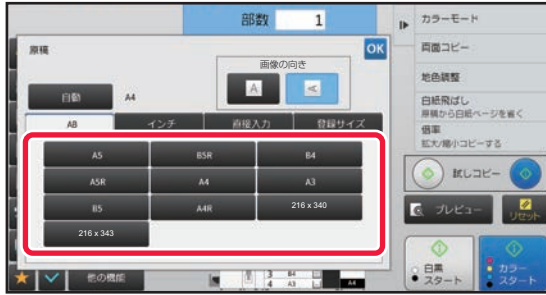 部数 1
原稿
OK
画像の向き
A A
自動 A4
AB インチ 直接入力 登録サイズ
A5 B5R B4
A5R A4 A3
B5 A4R 216 x 340
216 x 343
他の機能
3 B4
4 A3
A4
カラーモード
両面コピー
地色調整
白紙飛ばし
原稿から白紙ページを省く
倍率
拡大/縮小コピーする
試しコピー
プレビュー
リセット
白黒
スタート
カラー
スタート